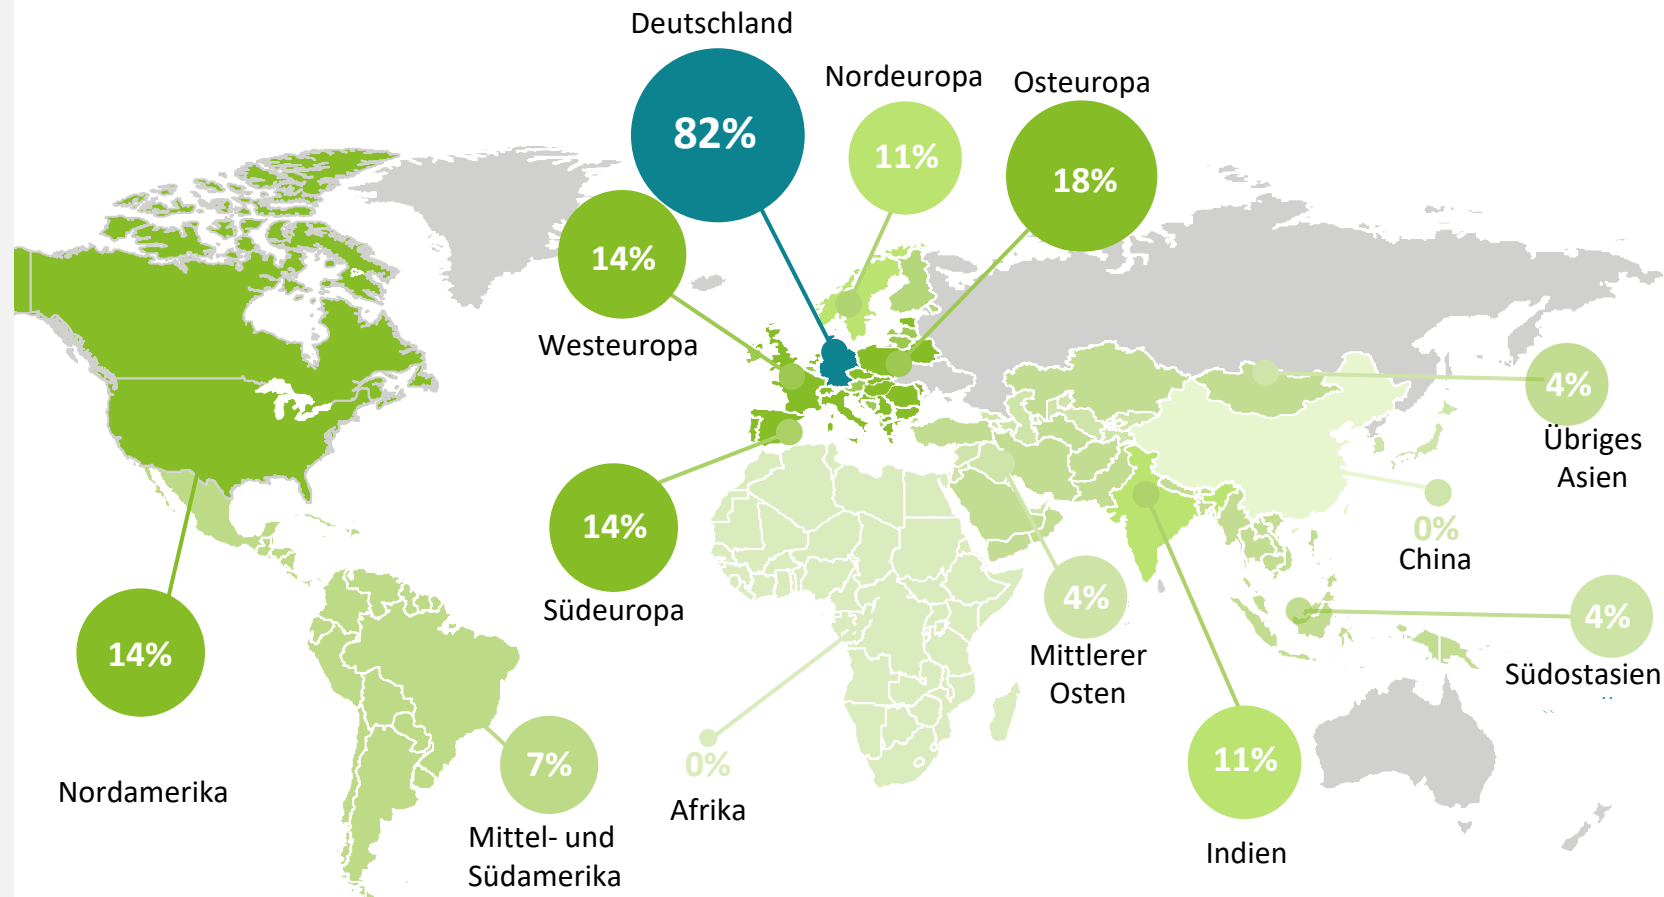 Deutschland
82%
Nordeuropa
11%
Osteuropa
18%
14%
Westeuropa
4%
Übriges
Asien
0%
China
14%
Südeuropa
4%
Mittlerer
Osten
4%
Südostasien
14%
Nordamerika
7%
Mittel- und
Südamerika
0%
Afrika
11%
Indien